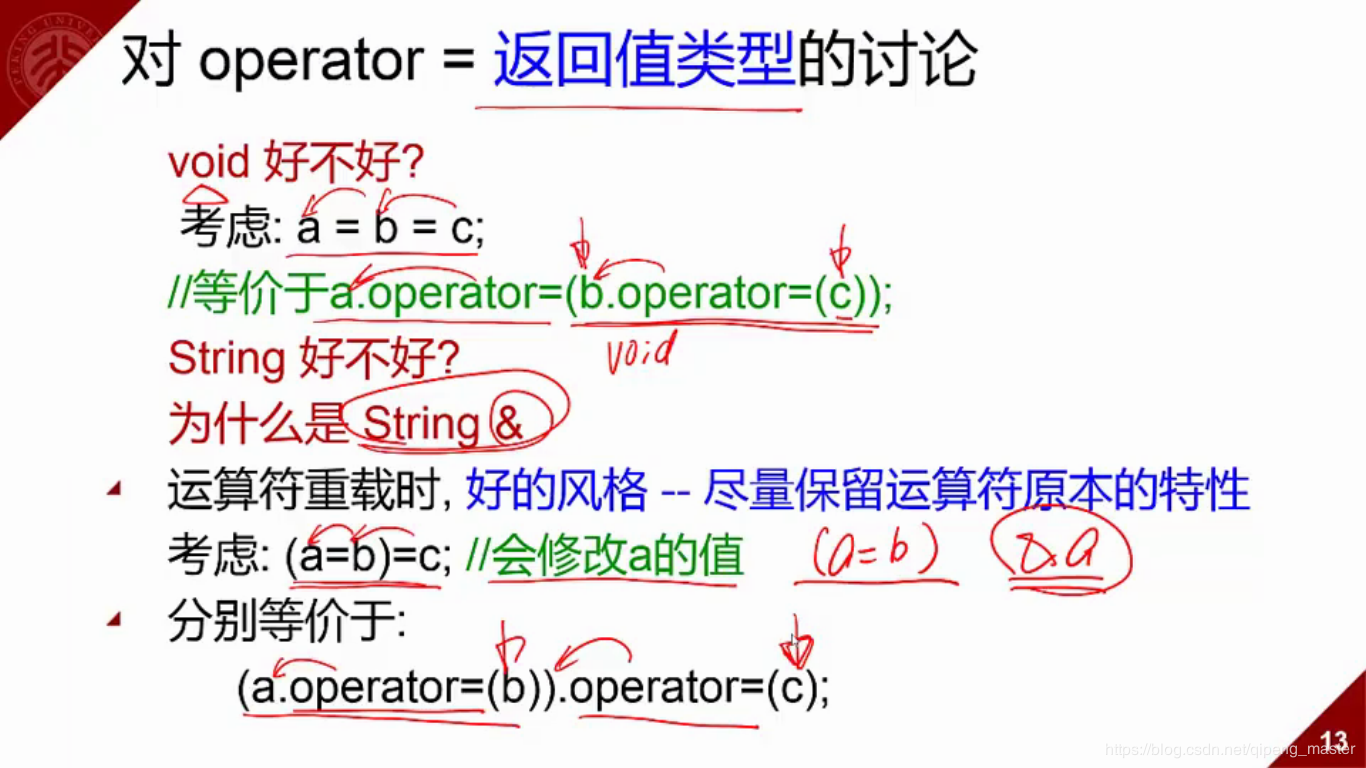 对 operator = 返回值类型的讨论
void 好不好?
考虑: a = b = c;
//等价于a.operator=(b.operator=(c));
void
String 好不好?
为什么是 String &
运算符重载时, 好的风格 -- 尽量保留运算符原本的特性
考虑: (a=b)=c; //会修改a的值 (a=b) &a
分别等价于:
(a.operator=(b)).operator=(c);
13
https://blog.csdn.net/qipang_master